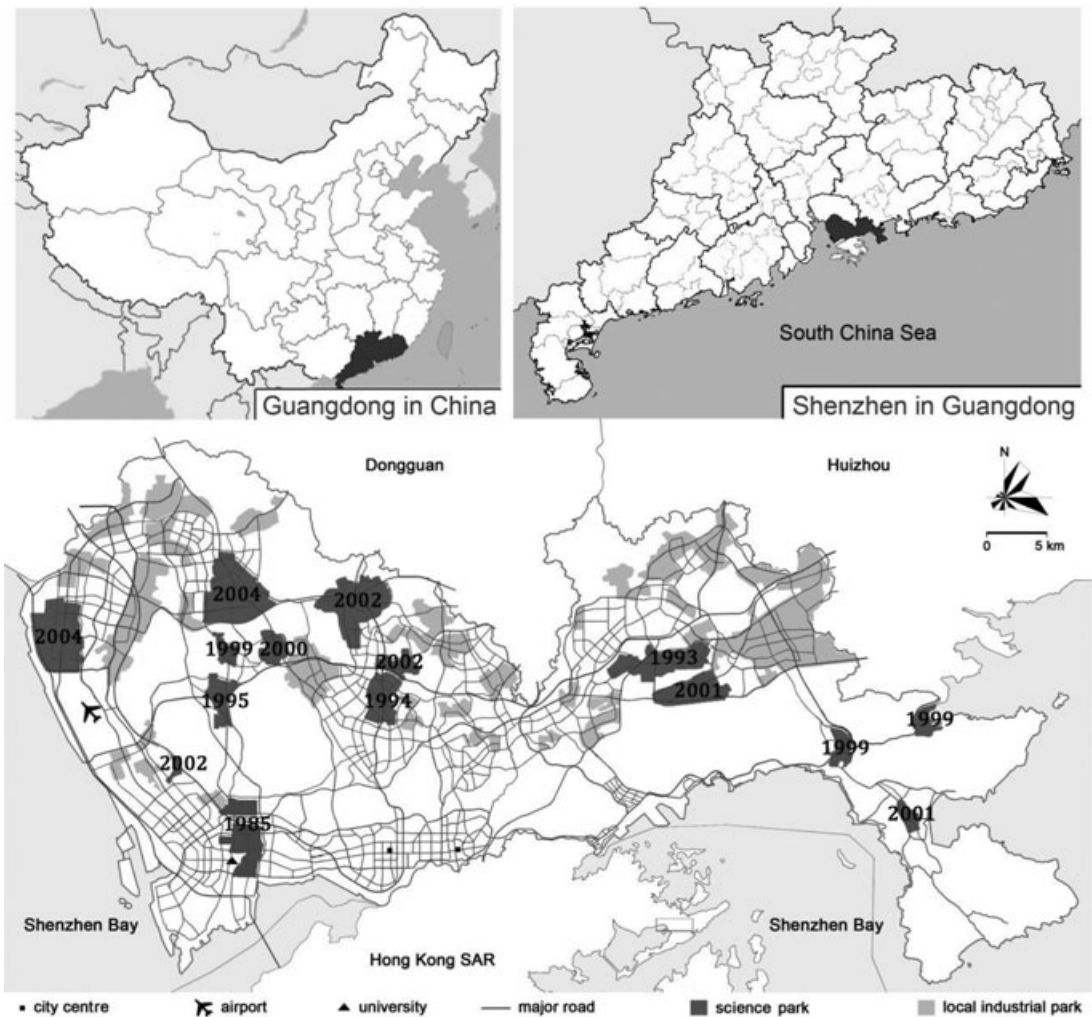 Guangdong in China
South China Sea
Shenzhen in Guangdong
Dongguan
Huizhou
N
0 5 km
2004
2002
2004
1999
2000
2002
1993
1995
1994
2001
1999
1999
2002
2001
1985
Shenzhen Bay
Shenzhen Bay
Hong Kong SAR
city centre
airport
university
major road
science park
local industrial park